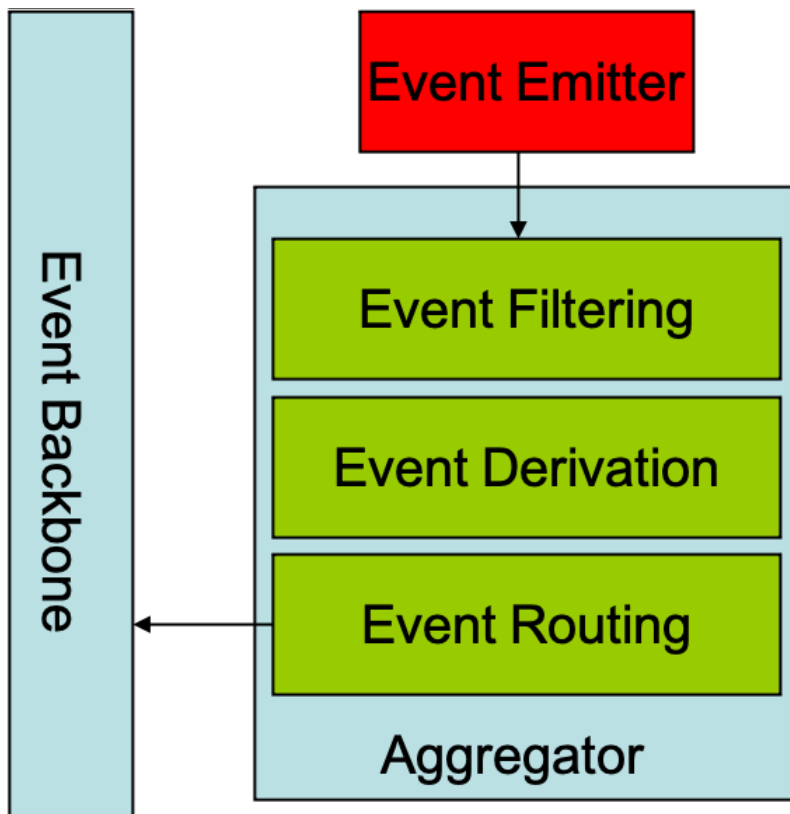 Event Emitter
Event Backbone
Event Filtering
Event Derivation
Event Routing
Aggregator